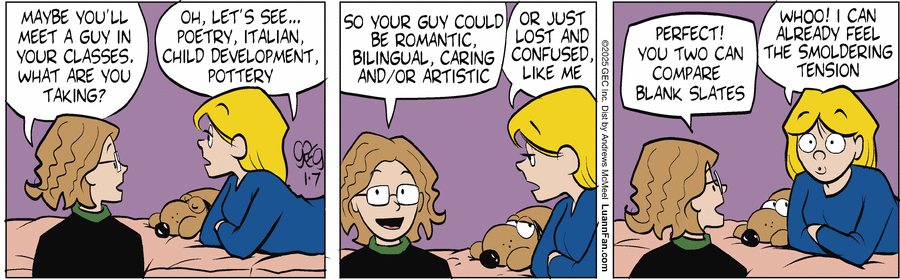 MAYBE YOU'LL
MEET A GUY IN
YOUR CLASSES.
WHAT ARE YOU
TAKING?
OH, LET'S SEE...
POETRY, ITALIAN,
CHILD DEVELOPMENT,
POTTERY
GREG
1-7
SO YOUR GUY COULD
BE ROMANTIC,
BILINGUAL, CARING
AND/OR ARTISTIC
OR JUST
LOST AND
CONFUSED,
LIKE ME
©2025 GEC Inc. Dist by Andrews McMeel LuannFan.com
PERFECT!
YOU TWO CAN
COMPARE
BLANK SLATES
WHOO! I CAN
ALREADY FEEL
THE SMOLDERING
TENSION